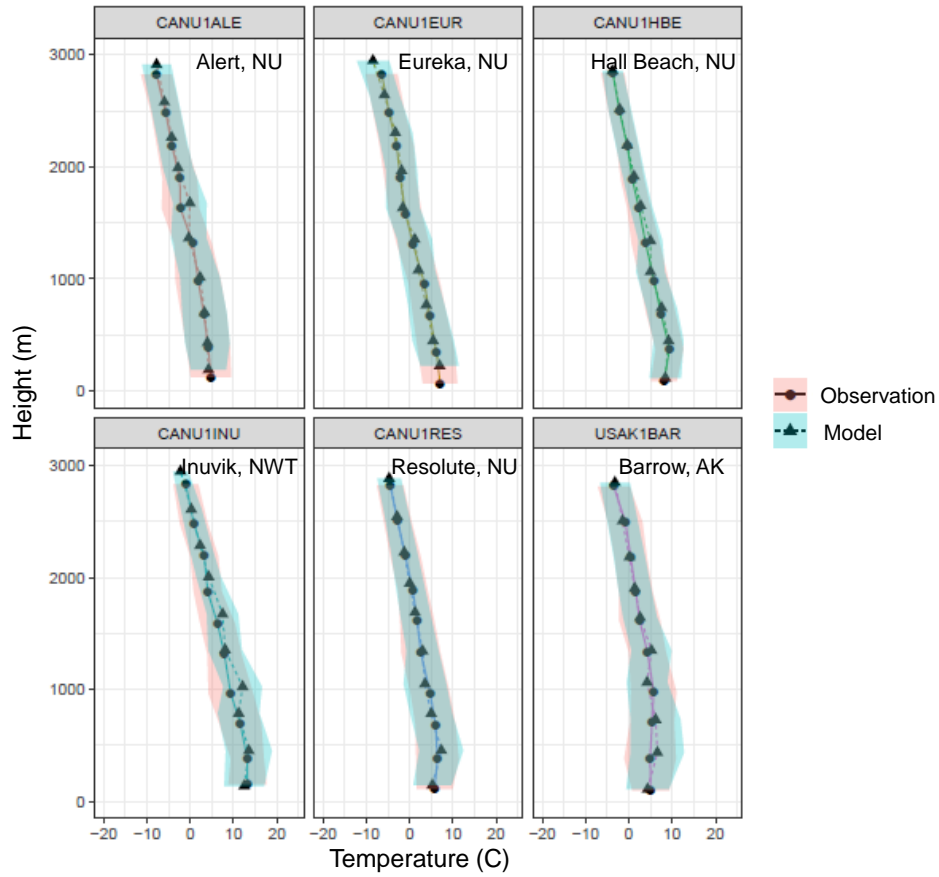 CANU1ALE CANU1EUR CANU1HBE
Alert, NU Eureka, NU Hall Beach, NU
3000
2000
1000
0
Height (m)
CANU1INU CANU1RES USAK1BAR
Inuvik, NWT Resolute, NU Barrow, AK
3000
2000
1000
0
−20 −10 0 10 20 −20 −10 0 10 20 −20 −10 0 10 20
Temperature (C)
Observation
Model